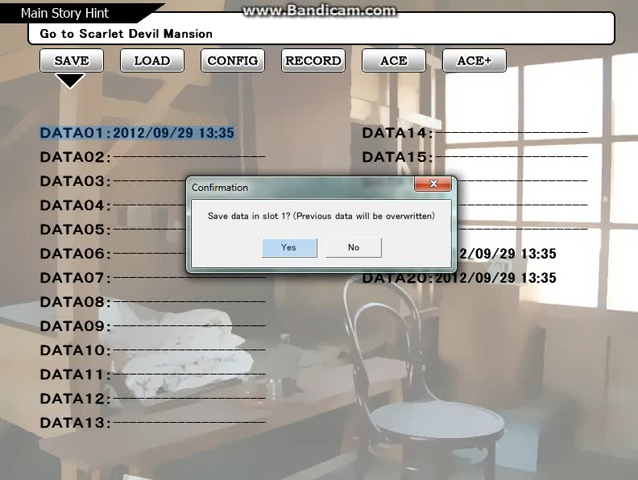 www.Bandicam.com
Main Story Hint
Go to Scarlet Devil Mansion
SAVE LOAD CONFIG RECORD ACE ACE+
DATA01:2012/09/29 13:35
DATA02:--------------------
DATA03:--------------------
DATA04:--------------------
DATA05:--------------------
DATA06:--------------------
DATA07:--------------------
DATA08:--------------------
DATA09:--------------------
DATA10:--------------------
DATA11:--------------------
DATA12:--------------------
DATA13:--------------------
DATA14:--------------------
DATA15:--------------------
2/09/29 13:35
DATA20:2012/09/29 13:35
Confirmation
Save data in slot 1? (Previous data will be overwritten)
Yes No